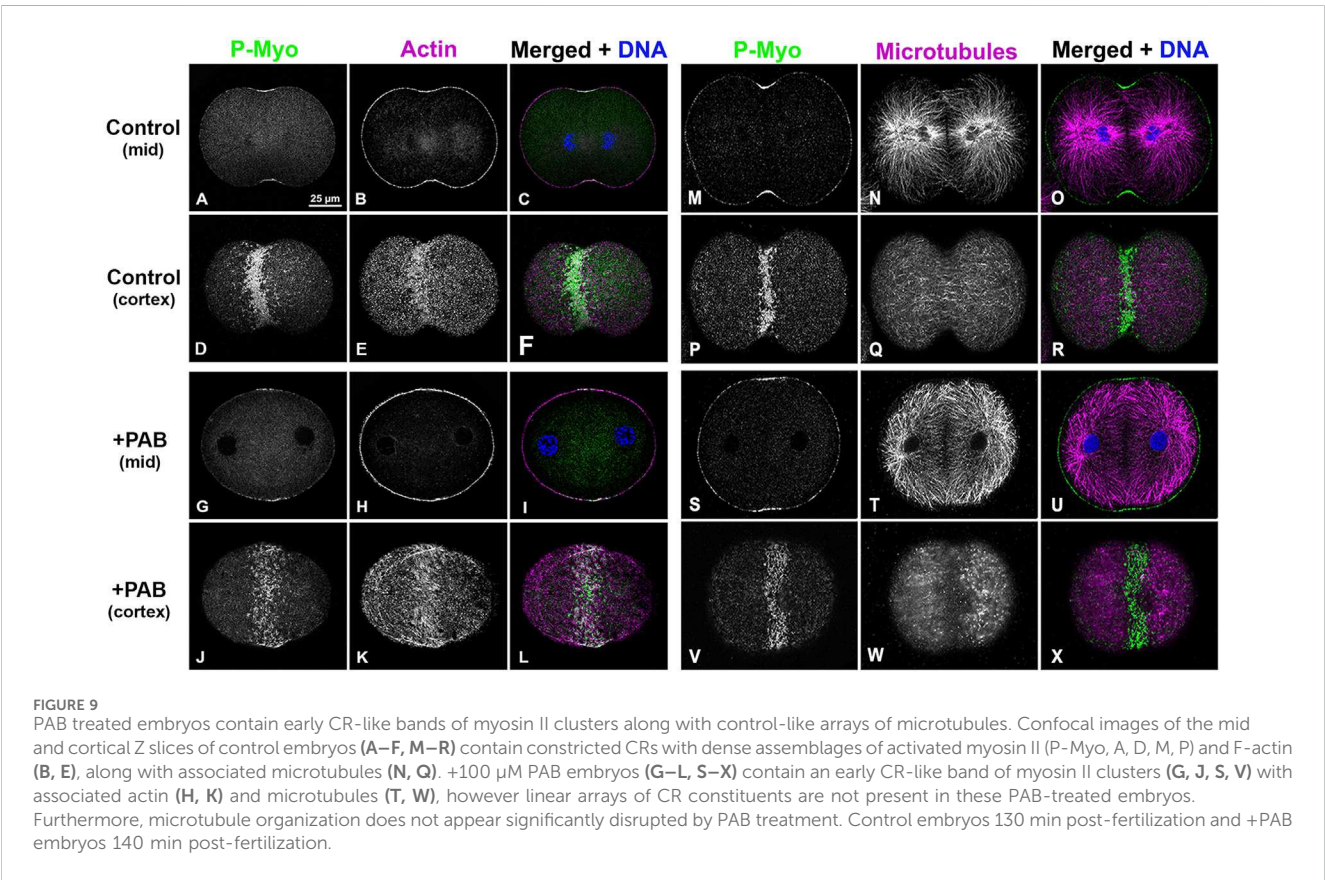 P-Myo Actin Merged + DNA P-Myo Microtubules Merged + DNA
Control
(mid)
A 25 µm B C M N O
Control
(cortex)
D E F P Q R
+PAB
(mid)
G H I S T U
+PAB
(cortex)
J K L V W X
FIGURE 9
PAB treated embryos contain early CR-like bands of myosin II clusters along with control-like arrays of microtubules. Confocal images of the mid
and cortical Z slices of control embryos (A–F, M–R) contain constricted CRs with dense assemblages of activated myosin II (P-Myo, A, D, M, P) and F-actin
(B, E), along with associated microtubules (N, Q). +100 µM PAB embryos (G–L, S–X) contain an early CR-like band of myosin II clusters (G, J, S, V) with
associated actin (H, K) and microtubules (T, W), however linear arrays of CR constituents are not present in these PAB-treated embryos.
Furthermore, microtubule organization does not appear significantly disrupted by PAB treatment. Control embryos 130 min post-fertilization and +PAB
embryos 140 min post-fertilization.